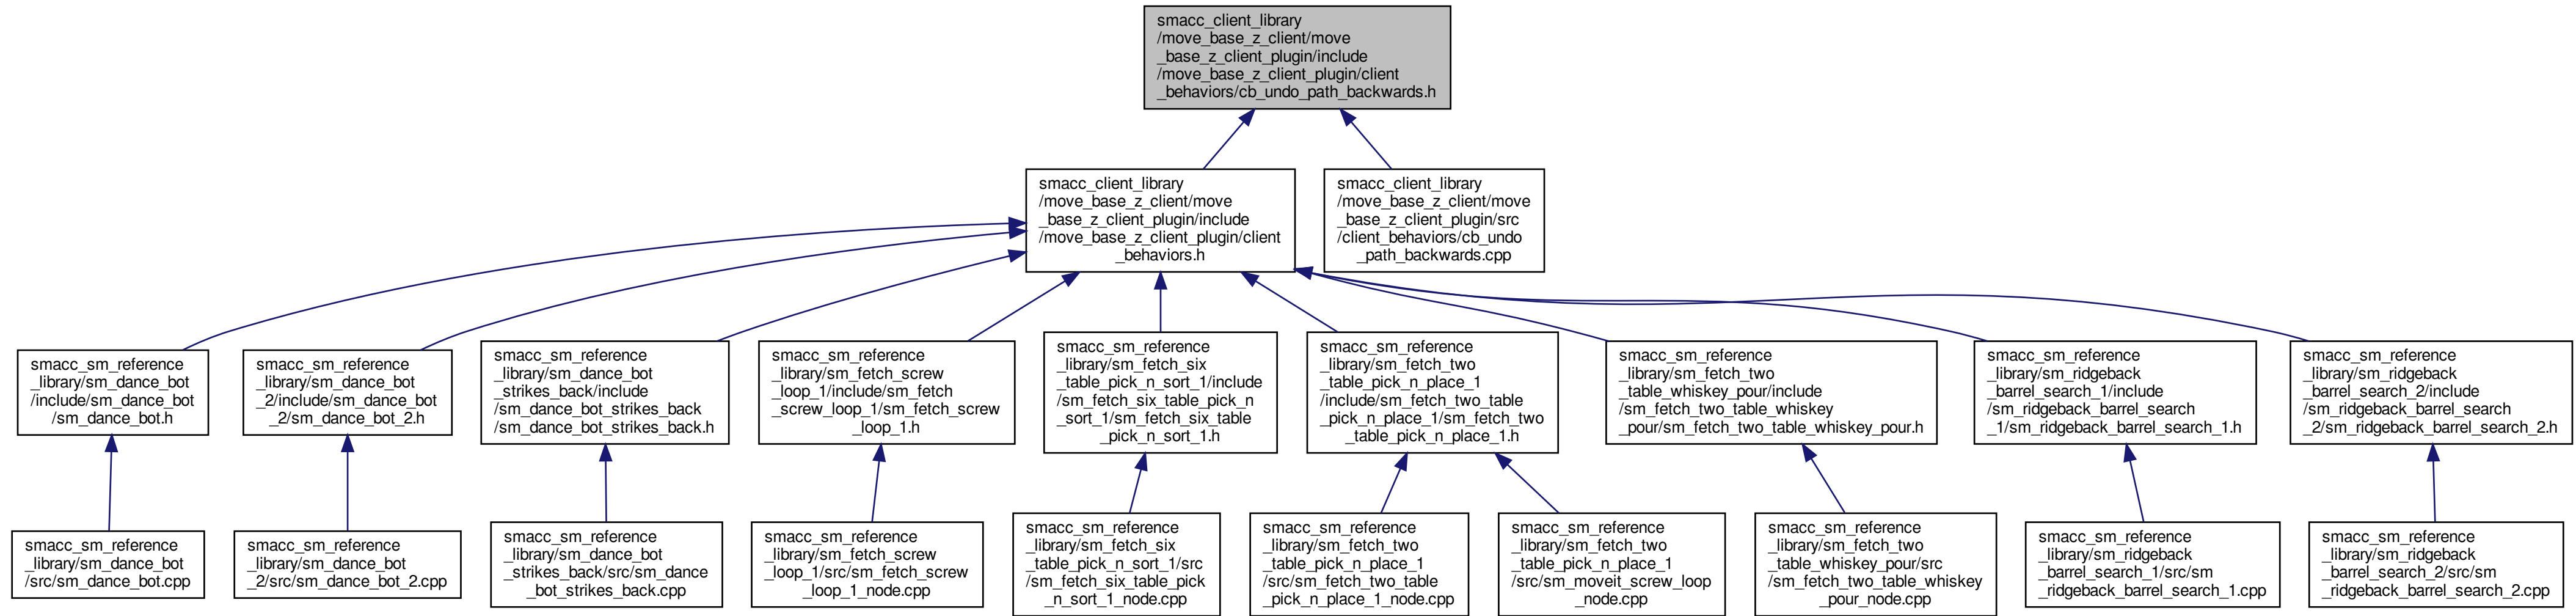 smacc_client_library
/move_base_z_client/move
_base_z_client_plugin/include
/move_base_z_client_plugin/client
_behaviors/cb_undo_path_backwards.h
smacc_client_library
/move_base_z_client/move
_base_z_client_plugin/include
/move_base_z_client_plugin/client
_behaviors.h
smacc_client_library
/move_base_z_client/move
_base_z_client_plugin/src
/client_behaviors/cb_undo
_path_backwards.cpp
smacc_sm_reference
_library/sm_dance_bot
/include/sm_dance_bot
/sm_dance_bot.h
smacc_sm_reference
_library/sm_dance_bot
_2/include/sm_dance_bot
_2/sm_dance_bot_2.h
smacc_sm_reference
_library/sm_dance_bot
_strikes_back/include
/sm_dance_bot_strikes_back
/sm_dance_bot_strikes_back.h
smacc_sm_reference
_library/sm_fetch_screw
_loop_1/include/sm_fetch
_screw_loop_1/sm_fetch_screw
_loop_1.h
smacc_sm_reference
_library/sm_fetch_six
_table_pick_n_sort_1/include
/sm_fetch_six_table_pick_n
_sort_1/sm_fetch_six_table
_pick_n_sort_1.h
smacc_sm_reference
_library/sm_fetch_two
_table_pick_n_place_1
/include/sm_fetch_two_table
_pick_n_place_1/sm_fetch_two
_table_pick_n_place_1.h
smacc_sm_reference
_library/sm_fetch_two
_table_whiskey_pour/include
/sm_fetch_two_table_whiskey
_pour/sm_fetch_two_table_whiskey_pour.h
smacc_sm_reference
_library/sm_ridgeback
_barrel_search_1/include
/sm_ridgeback_barrel_search
_1/sm_ridgeback_barrel_search_1.h
smacc_sm_reference
_library/sm_ridgeback
_barrel_search_2/include
/sm_ridgeback_barrel_search
_2/sm_ridgeback_barrel_search_2.h
smacc_sm_reference
_library/sm_dance_bot
/src/sm_dance_bot.cpp
smacc_sm_reference
_library/sm_dance_bot
_2/src/sm_dance_bot_2.cpp
smacc_sm_reference
_library/sm_dance_bot
_strikes_back/src/sm_dance
_bot_strikes_back.cpp
smacc_sm_reference
_library/sm_fetch_screw
_loop_1/src/sm_fetch_screw
_loop_1_node.cpp
smacc_sm_reference
_library/sm_fetch_six
_table_pick_n_sort_1/src
/sm_fetch_six_table_pick
_n_sort_1_node.cpp
smacc_sm_reference
_library/sm_fetch_two
_table_pick_n_place_1
/src/sm_fetch_two_table
_pick_n_place_1_node.cpp
smacc_sm_reference
_library/sm_fetch_two
_table_pick_n_place_1
/src/sm_moveit_screw_loop
_node.cpp
smacc_sm_reference
_library/sm_fetch_two
_table_whiskey_pour/src
/sm_fetch_two_table_whiskey
_pour_node.cpp
smacc_sm_reference
_library/sm_ridgeback
_barrel_search_1/src/sm
_ridgeback_barrel_search_1.cpp
smacc_sm_reference
_library/sm_ridgeback
_barrel_search_2/src/sm
_ridgeback_barrel_search_2.cpp